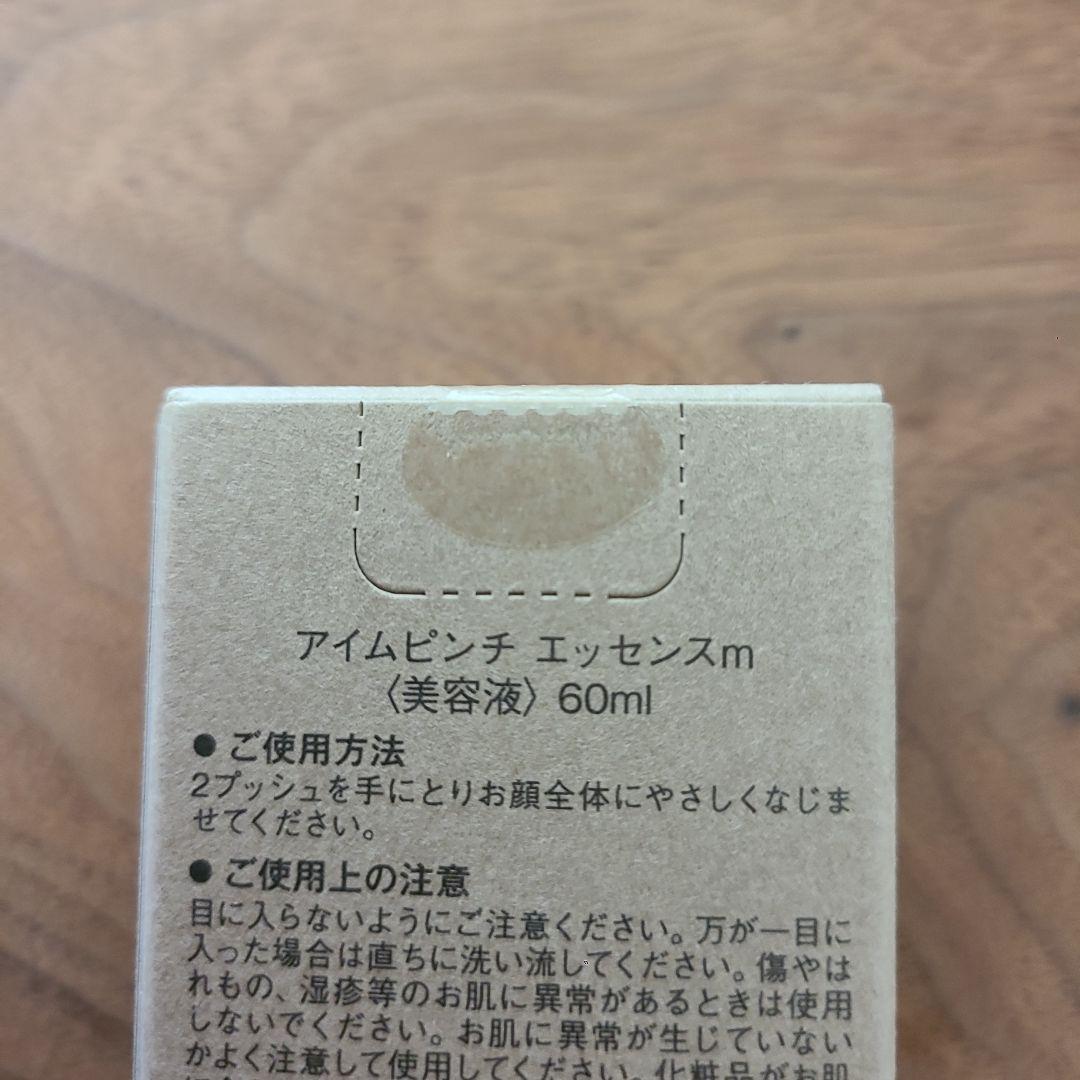 アイムピンチ エッセンスm
〈美容液〉60ml
● ご使用方法
2プッシュを手にとりお顔全体にやさしくなじま
せてください。
● ご使用上の注意
目に入らないようにご注意ください。万が一目に
入った場合は直ちに洗い流してください。傷やは
れもの、湿疹等のお肌に異常があるときは使用
しないでください。お肌に異常が生じていない
かよく注意して使用してください。化粧品がお肌